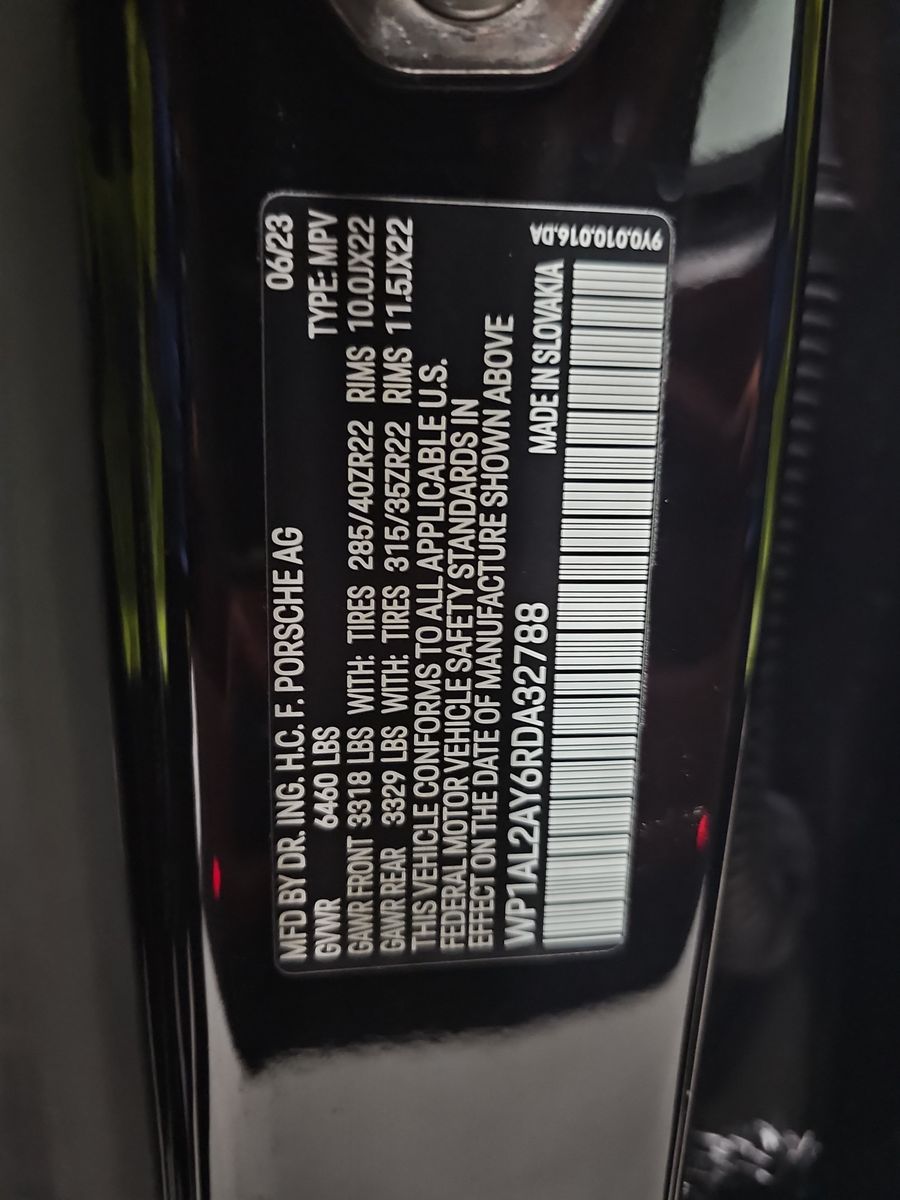 MFD BY DR. ING. H.C. F. PORSCHE AG 06/23
GVWR 6460 LBS TYPE: MPV
GAWR FRONT 3318 LBS WITH: TIRES 285/40ZR22 RIMS 10.0JX22
GAWR REAR 3329 LBS WITH: TIRES 315/35ZR22 RIMS 11.5JX22
THIS VEHICLE CONFORMS TO ALL APPLICABLE U.S.
FEDERAL MOTOR VEHICLE SAFETY STANDARDS IN
EFFECT ON THE DATE OF MANUFACTURE SHOWN ABOVE
WP1AL2AY6RDA32788 MADE IN SLOVAKIA
9Y0.010.016.DA